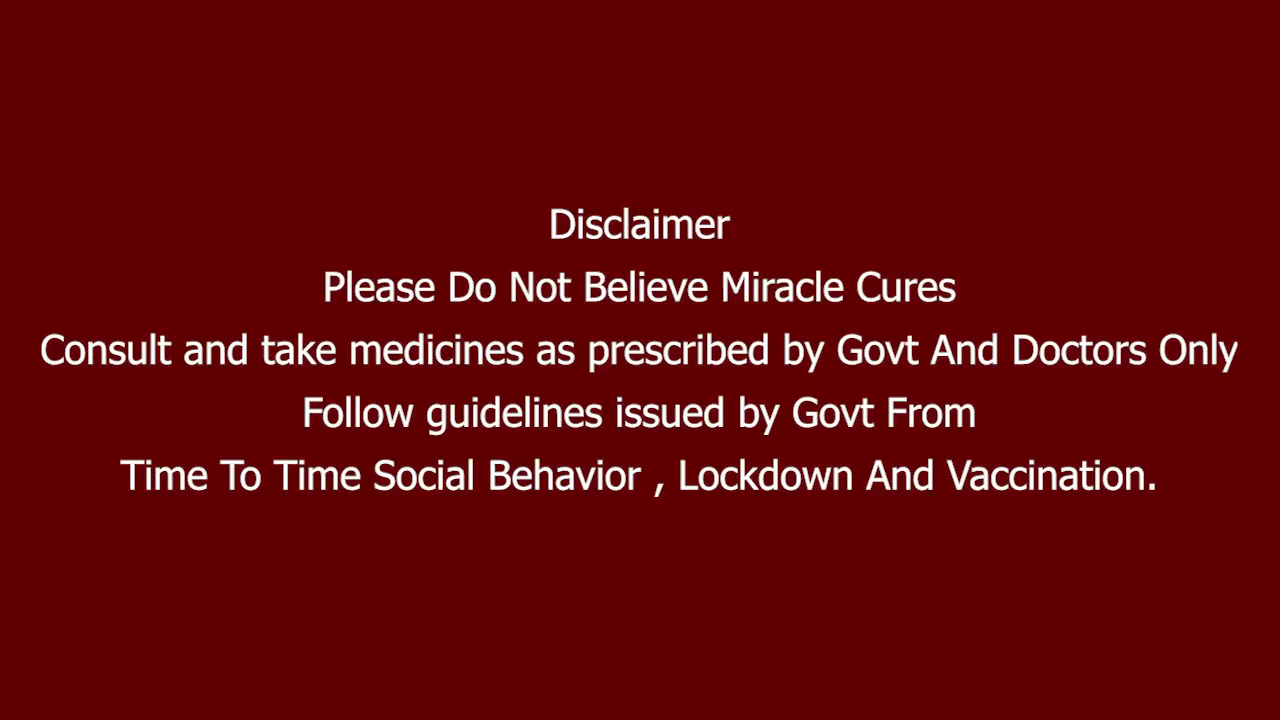 Disclaimer
Please Do Not Believe Miracle Cures
Consult and take medicines as prescribed by Govt And Doctors Only
Follow guidelines issued by Govt From
Time To Time Social Behavior , Lockdown And Vaccination.